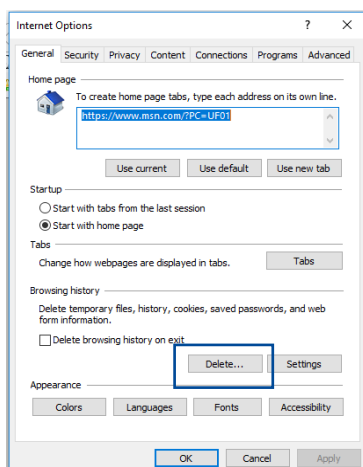 Internet Options ? X
General Security Privacy Content Connections Programs Advanced
Home page
To create home page tabs, type each address on its own line.
https://www.msn.com/?PC=UF01
Use current Use default Use new tab
Startup
Start with tabs from the last session
Start with home page
Tabs
Change how webpages are displayed in tabs. Tabs
Browsing history
Delete temporary files, history, cookies, saved passwords, and web
form information.
Delete browsing history on exit
Delete... Settings
Appearance
Colors Languages Fonts Accessibility
OK Cancel Apply